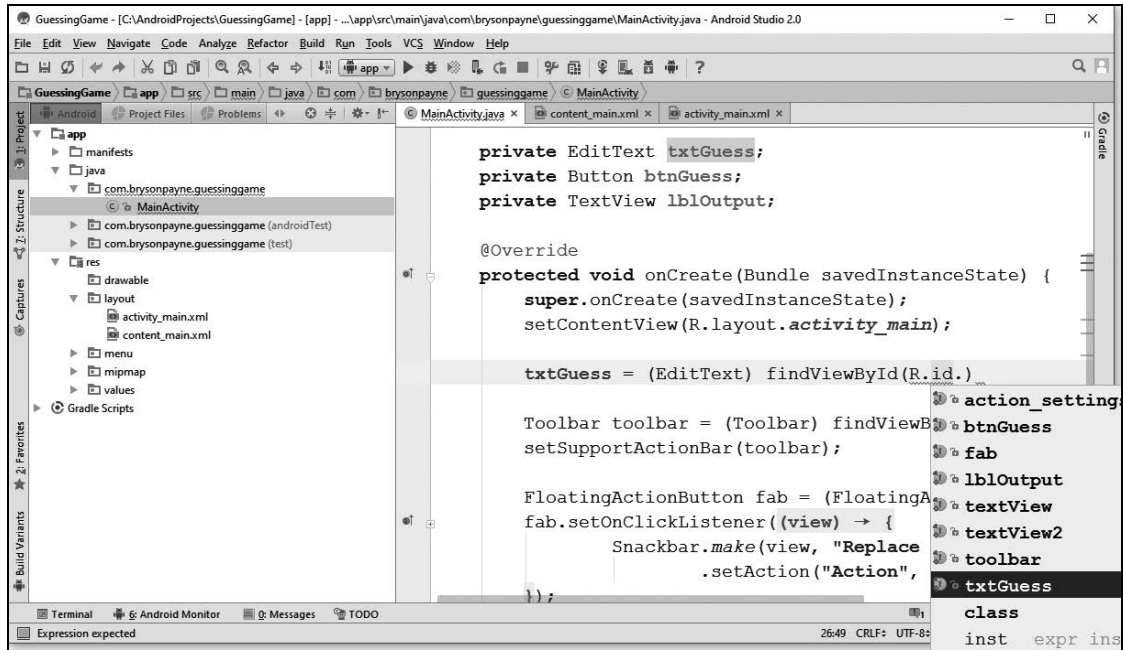 GuessingGame - [C:\AndroidProjects\GuessingGame] - [app] - ...\app\src\main\java\com\brysonpayne\guessinggame\MainActivity.java - Android Studio 2.0
File Edit View Navigate Code Analyze Refactor Build Run Tools VCS Window Help
app
GuessingGame app src main java com brysonpayne guessinggame MainActivity
Android Project Files Problems
MainActivity.java content_main.xml activity_main.xml
1: Project
7: Structure
Captures
2: Favorites
Build Variants
app
manifests
java
com.brysonpayne.guessinggame
MainActivity
com.brysonpayne.guessinggame (androidTest)
com.brysonpayne.guessinggame (test)
res
drawable
layout
activity_main.xml
content_main.xml
menu
mipmap
values
Gradle Scripts
private EditText txtGuess;
private Button btnGuess;
private TextView lblOutput;
@Override
protected void onCreate(Bundle savedInstanceState) {
super.onCreate(savedInstanceState);
setContentView(R.layout.activity_main);
txtGuess = (EditText) findViewById(R.id.)
Toolbar toolbar = (Toolbar) findViewB
setSupportActionBar(toolbar);
FloatingActionButton fab = (FloatingA
fab.setOnClickListener((view) → {
Snackbar.make(view, "Replace
.setAction("Action",
});
action_settings
btnGuess
fab
lblOutput
textView
textView2
toolbar
txtGuess
class
inst expr ins
Gradle
Terminal 6: Android Monitor 0: Messages TODO
1
Expression expected
26:49 CRLF UTF-8